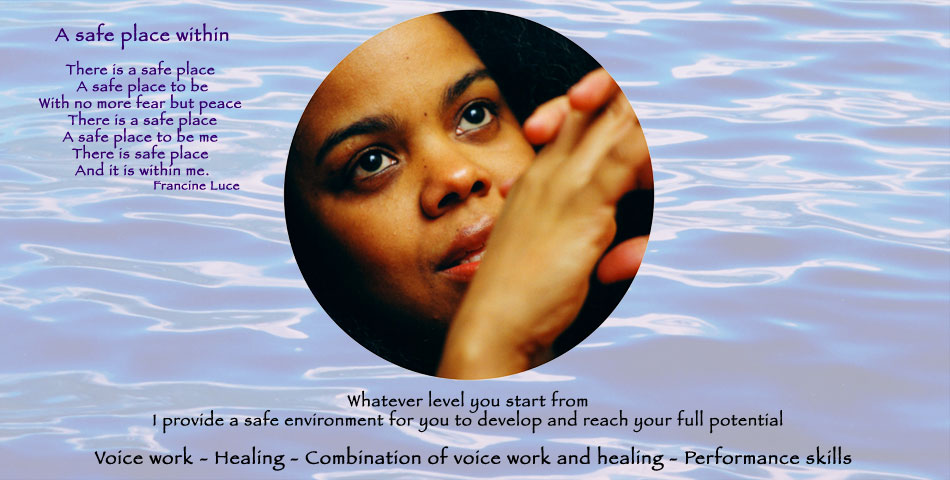 A safe place within
There is a safe place
A safe place to be
With no more fear but peace
There is a safe place
A safe place to be me
There is safe place
And it is within me.
Francine Luce
Whatever level you start from
I provide a safe environment for you to develop and reach your full potential
Voice work - Healing - Combination of voice work and healing - Performance skills